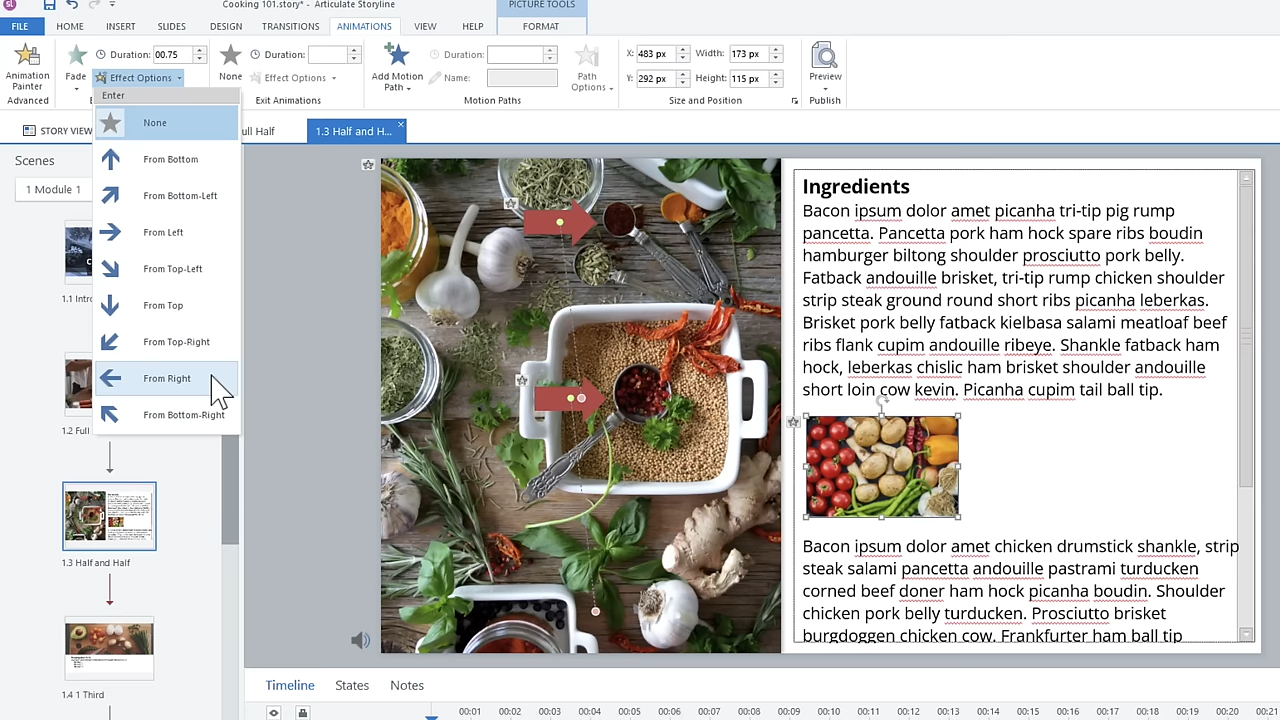 sl
Cooking 101.story* - Articulate Storyline
PICTURE TOOLS
FILE HOME INSERT SLIDES DESIGN TRANSITIONS ANIMATIONS VIEW HELP FORMAT
Animation Painter
Advanced
Fade
Duration: 00.75
Effect Options
None
Duration:
Effect Options
Exit Animations
Add Motion Path
Duration:
Name:
Path Options
Motion Paths
X: 483 px Width: 173 px
Y: 292 px Height: 115 px
Size and Position
Preview
Publish
Enter
None
From Bottom
From Bottom-Left
From Left
From Top-Left
From Top
From Top-Right
From Right
From Bottom-Right
STORY VIEW
ull Half
1.3 Half and H...
Scenes
1 Module 1
1.1 Intro
1.2 Full
1.3 Half and Half
1.4 1 Third
Ingredients
Bacon ipsum dolor amet picanha tri-tip pig rump
pancetta. Pancetta pork ham hock spare ribs boudin
hamburger biltong shoulder prosciutto pork belly.
Fatback andouille brisket, tri-tip rump chicken shoulder
strip steak ground round short ribs picanha leberkas.
Brisket pork belly fatback kielbasa salami meatloaf beef
ribs flank cupim andouille ribeye. Shankle fatback ham
hock, leberkas chislic ham brisket shoulder andouille
short loin cow kevin. Picanha cupim tail ball tip.
Bacon ipsum dolor amet chicken drumstick shankle, strip
steak salami pancetta andouille pastrami turducken
corned beef doner ham hock picanha boudin. Shoulder
chicken pork belly turducken. Prosciutto brisket
burgdoggen chicken cow. Frankfurter ham ball tip
Timeline States Notes
00:01 00:02 00:03 00:04 00:05 00:06 00:07 00:08 00:09 00:10 00:11 00:12 00:13 00:14 00:15 00:16 00:17 00:18 00:19 00:20 00:21